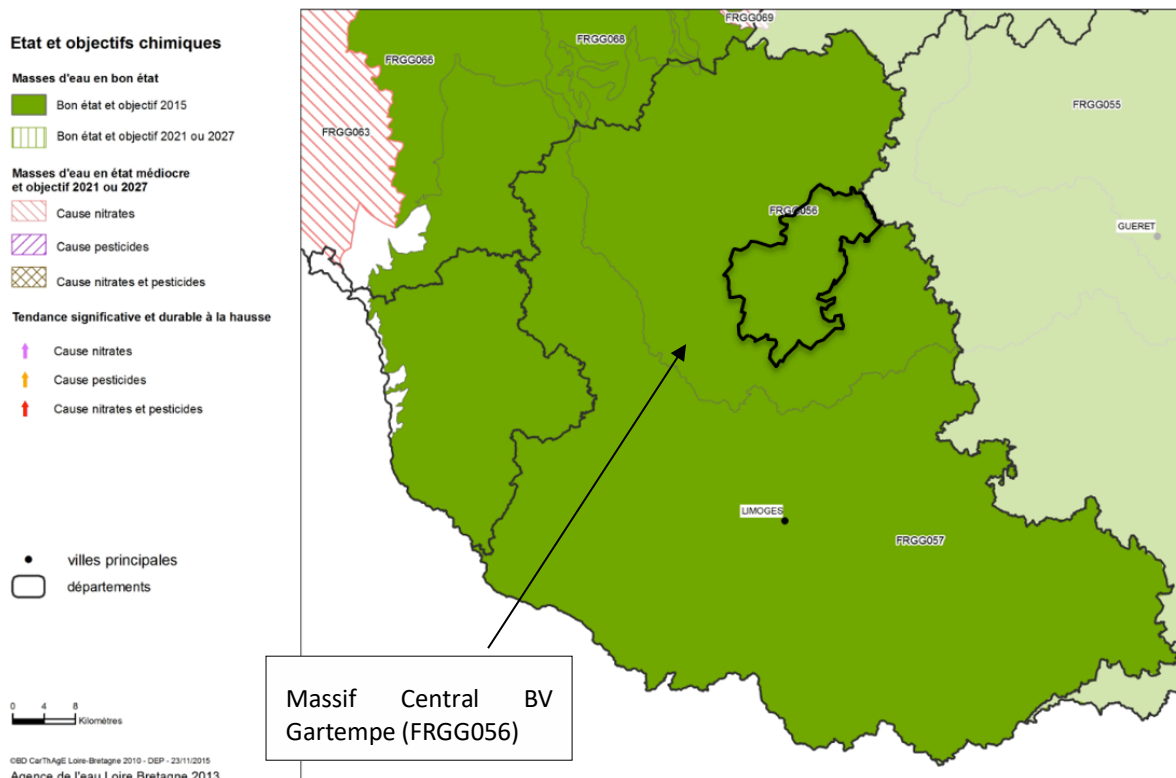 Etat et objectifs chimiques
Masses d'eau en bon état
Bon état et objectif 2015
Bon état et objectif 2021 ou 2027
Masses d'eau en état médiocre
et objectif 2021 ou 2027
Cause nitrates
Cause pesticides
Cause nitrates et pesticides
Tendance significative et durable à la hausse
Cause nitrates
Cause pesticides
Cause nitrates et pesticides
villes principales
départements
0 4 8
Kilomètres
©BD CarThAgE Loire-Bretagne 2010 - DEP - 23/11/2015
Agence de l'eau Loire Bretagne 2013
FRGG069
FRGG068
FRGG066
FRGG055
FRGG063
FRGG056
GUERET
LIMOGES
FRGG057
Massif Central BV
Gartempe (FRGG056)